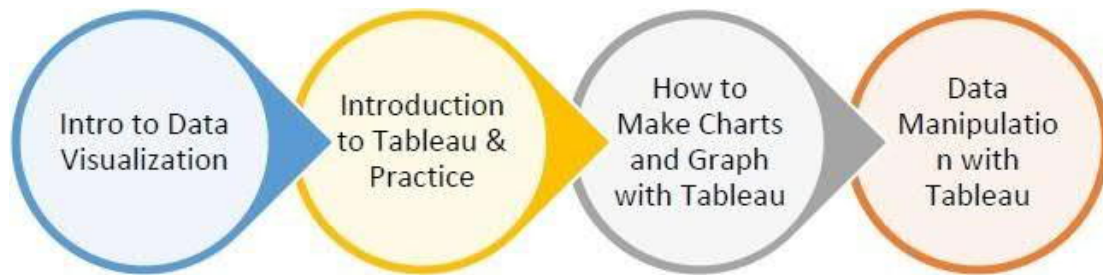 Intro to Data
Visualization
Introduction
to Tableau &
Practice
How to
Make Charts
and Graph
with Tableau
Data
Manipulatio
n with
Tableau